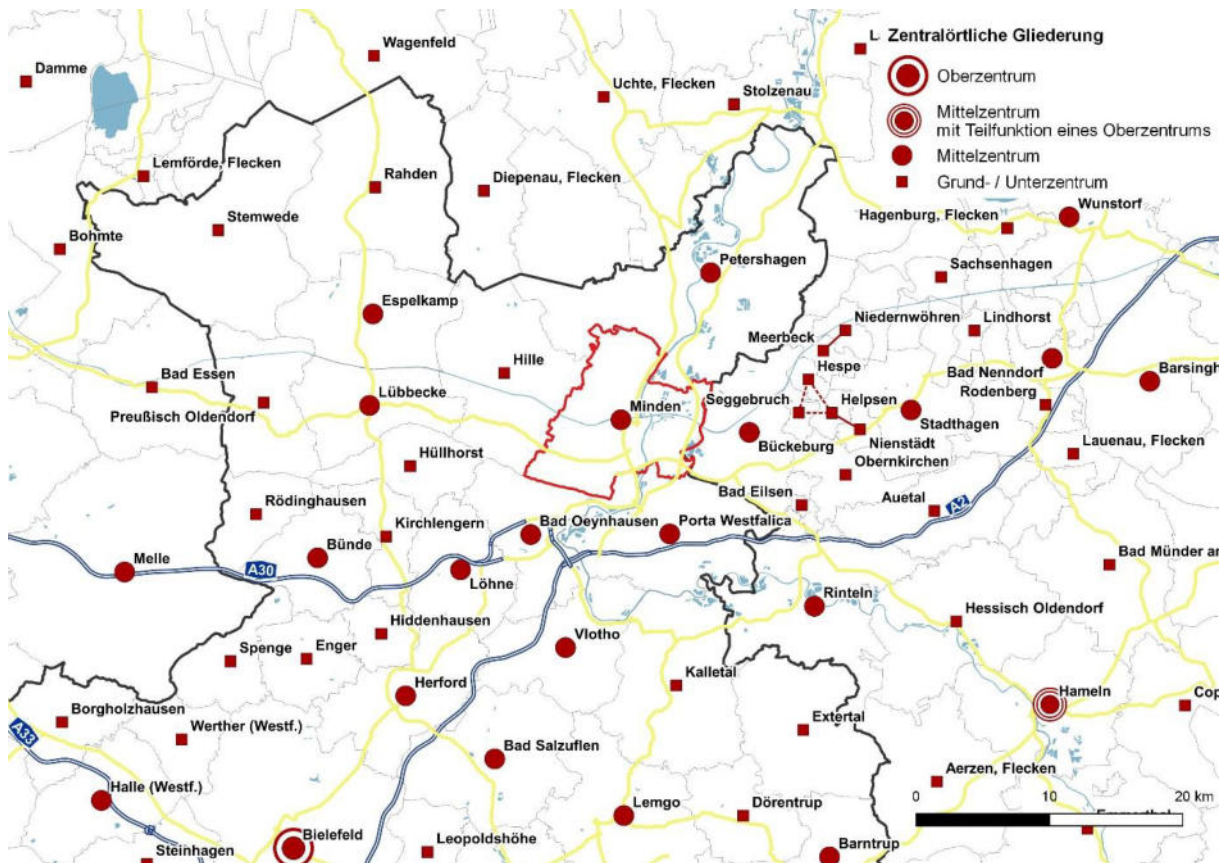 Wagenfeld
Damme
Uchte, Flecken
Stolzenau
L
Zentralörtliche Gliederung
Oberzentrum
Mittelzentrum
mit Teilfunktion eines Oberzentrums
Mittelzentrum
Grund- / Unterzentrum
Lemförde, Flecken
Rahden
Diepenau, Flecken
Stemwede
Bohmte
Hagenburg, Flecken
Wunstorf
Petershagen
Sachsenhagen
Espelkamp
Niedernwöhren
Lindhorst
Meerbeck
Hille
Hespe
Bad Essen
Bad Nenndorf
Barsingh
Preußisch Oldendorf
Lübbecke
Minden
Seggebruch
Helpsen
Rodenberg
Stadthagen
Bückeburg
Nienstädt
Lauenau, Flecken
Hüllhorst
Obernkirchen
Rödinghausen
Bad Eilsen
Auetal
A2
Kirchlengern
Bad Oeynhausen
Porta Westfalica
Melle
A30
Bünde
Löhne
Bad Münder am
Rinteln
Hessisch Oldendorf
Hiddenhausen
Spenge
Enger
Vlotho
Kalletal
Herford
Hameln
Cop
Borgholzhausen
A33
Werther (Westf.)
Extertal
Bad Salzuflen
Aerzen, Flecken
Halle (Westf.)
0
10
20 km
Lemgo
Dörentrup
Emmerthal
Bielefeld
Steinhagen
Leopoldshöhe
Barntrup